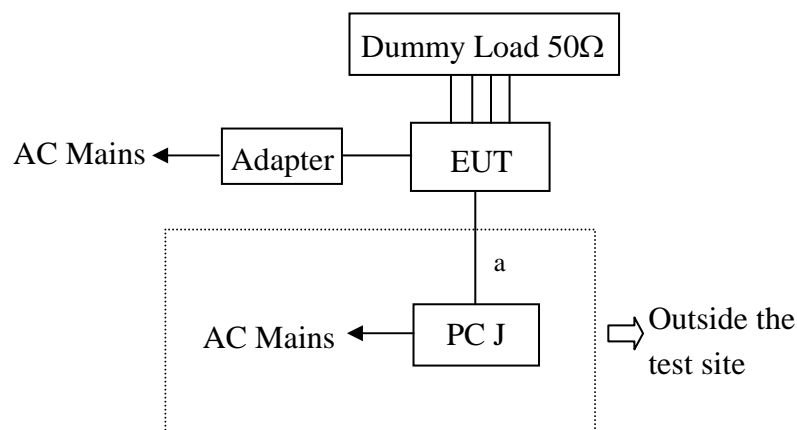 Dummy Load 50Ω
AC Mains
Adapter
EUT
a
AC Mains
PC J
Outside the
test site